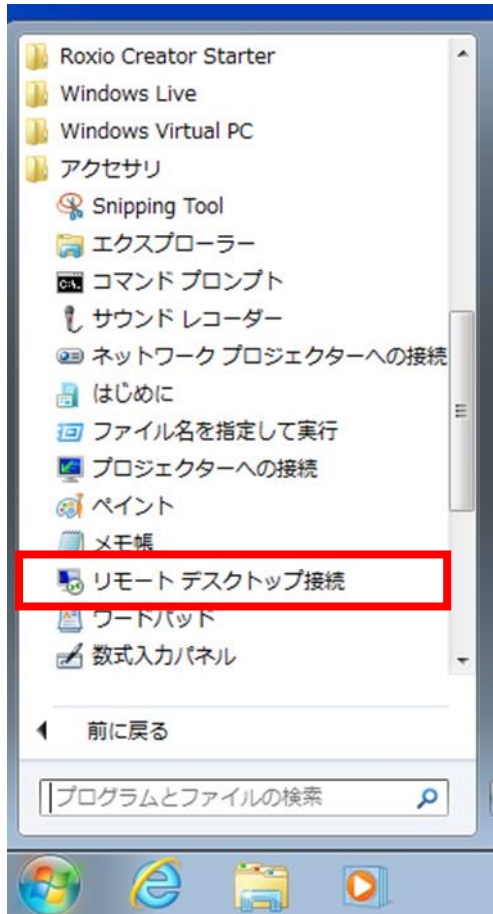 Roxio Creator Starter
Windows Live
Windows Virtual PC
アクセサリ
Snipping Tool
エクスプローラー
コマンド プロンプト
サウンド レコーダー
ネットワーク プロジェクターへの接続
はじめに
ファイル名を指定して実行
プロジェクターへの接続
ペイント
メモ帳
リモート デスクトップ接続
ワードパッド
数式入力パネル
前に戻る
プログラムとファイルの検索